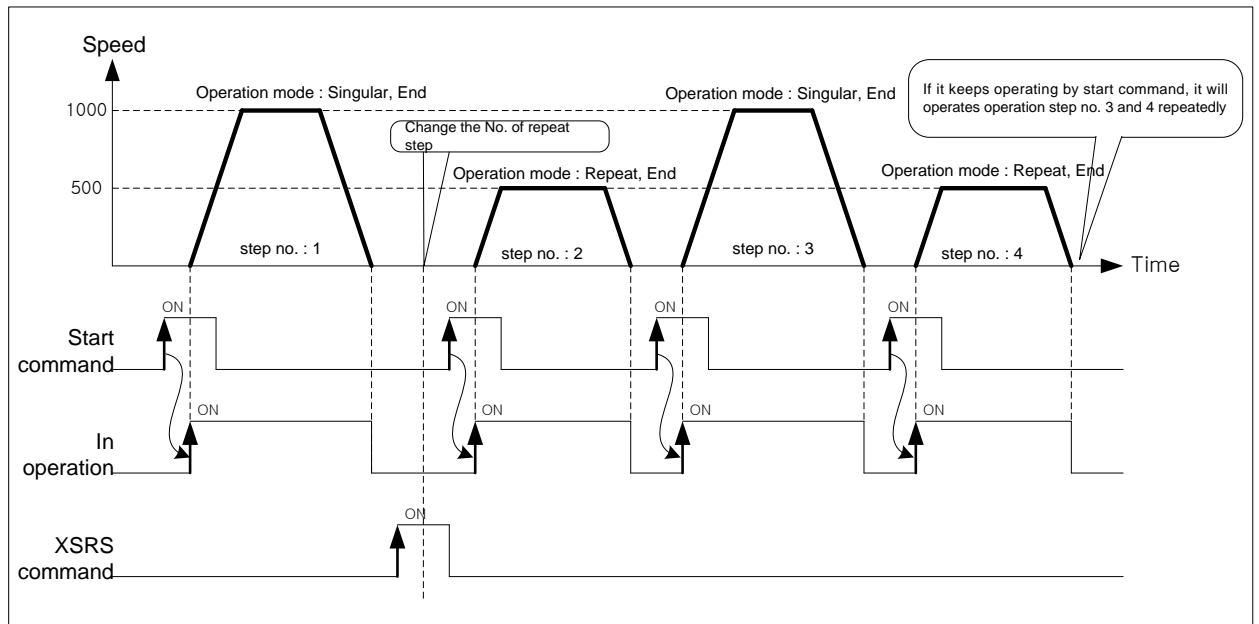 Speed
Operation mode : Singular, End
Operation mode : Singular, End
If it keeps operating by start command, it will
operates operation step no. 3 and 4 repeatedly
1000
Change the No. of repeat
step
Operation mode : Repeat, End
Operation mode : Repeat, End
500
step no. : 1
step no. : 2
step no. : 3
step no. : 4
Time
ON
ON
ON
ON
Start
command
ON
ON
ON
ON
In
operation
ON
XSRS
command